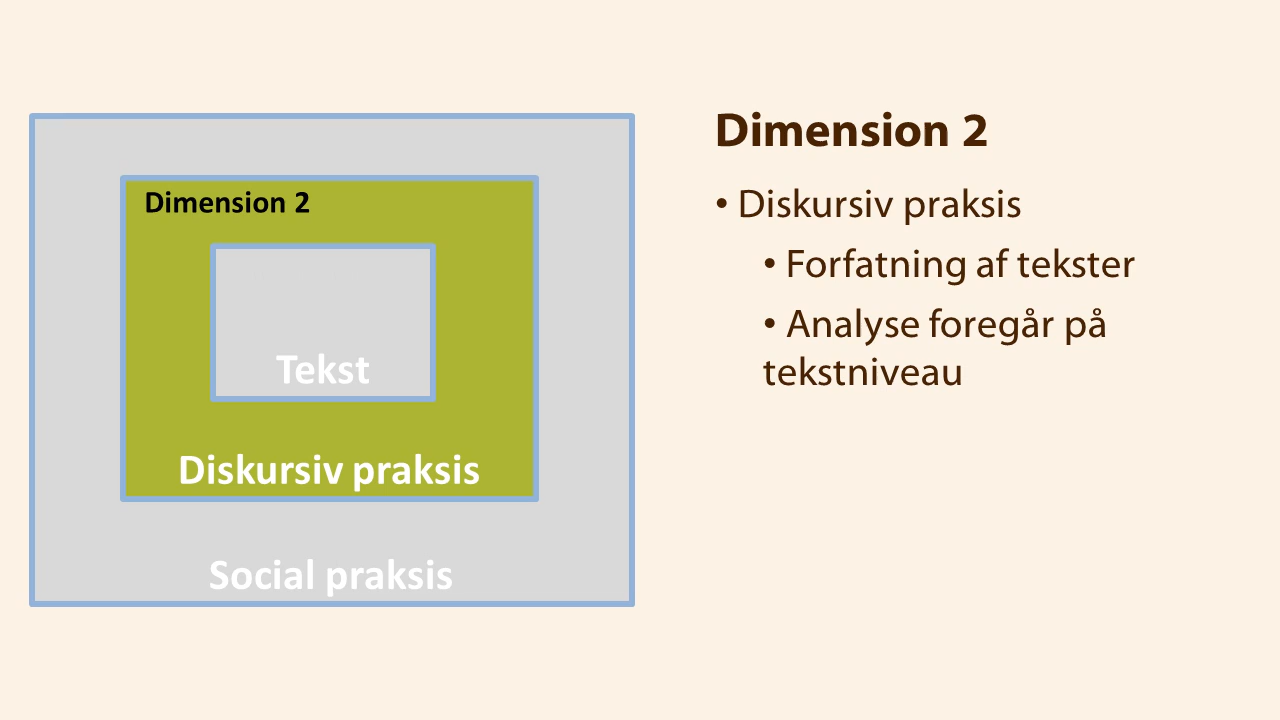 Dimension 2
Tekst
Diskursiv praksis
Social praksis
Dimension 2
• Diskursiv praksis
• Forfatning af tekster
• Analyse foregår på
tekstniveau